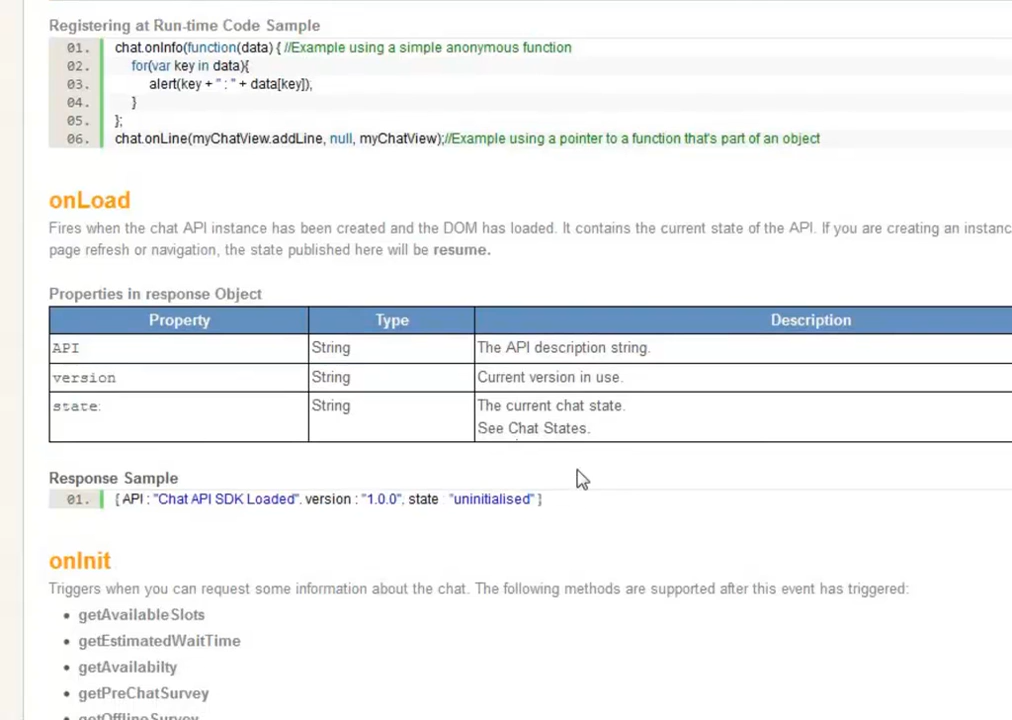 Registering at Run-time Code Sample
01. chat.onInfo(function(data) { //Example using a simple anonymous function
02. for(var key in data){
03. alert(key + " : " + data[key]);
04. }
05. };
06. chat.onLine(myChatView.addLine, null, myChatView);//Example using a pointer to a function that's part of an object
onLoad
Fires when the chat API instance has been created and the DOM has loaded. It contains the current state of the API. If you are creating an instanc
page refresh or navigation, the state published here will be resume.
Properties in response Object
Property Type Description
API String The API description string.
version String Current version in use.
state: String The current chat state.
See Chat States.
Response Sample
01. { API : "Chat API SDK Loaded", version : "1.0.0", state : "uninitialised" }
onInit
Triggers when you can request some information about the chat. The following methods are supported after this event has triggered:
• getAvailableSlots
• getEstimatedWaitTime
• getAvailabilty
• getPreChatSurvey
• getOfflineSurvey